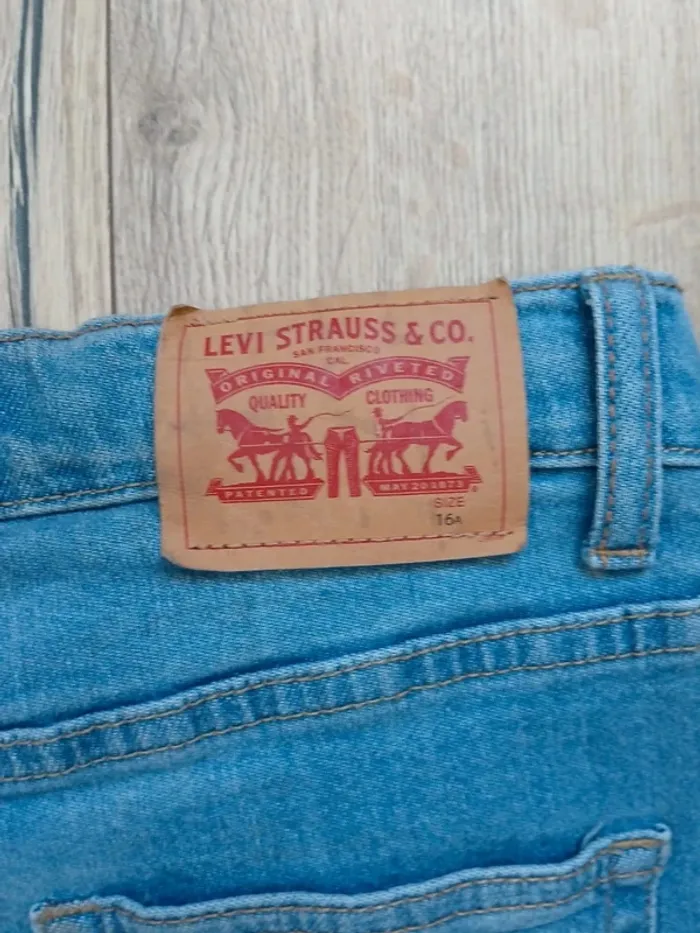 LEVI STRAUSS & CO.
SAN FRANCISCO
CAL.
ORIGINAL RIVETED
QUALITY CLOTHING
PATENTED MAY 20 1873
SIZE
16A